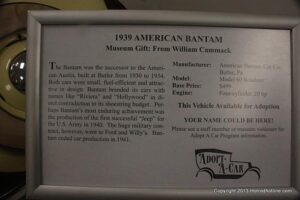 1939 AMERICAN BANTAM
Museum Gift: From William Cammack
The Bantam was the successor to the Ameri-
can Austin, built at Butler from 1930 to 1934.
Both cars were small, fuel-efficient and attrac-
tive in design. Bantam branded its cars with
names like "Riviera" and "Hollywood" in di-
rect contradiction to its shoestring budget. Per-
haps Bantam's most enduring achievement was
the production of the first successful "Jeep" for
the U.S. Army in 1940. The huge military con-
tract, however, went to Ford and Willy's. Ban-
tam ended car production in 1941.
Manufacturer: American Bantam Car Co.
Butler, Pa
Model: Model 60 Roadster
Base Price: $499
Engine: Four-cylinder, 20 hp
This Vehicle Available for Adoption
YOUR NAME COULD BE HERE!
Please see a staff member or museum volunteer for
Adopt A Car Program information.
ADOPT-
A-CAR
Copyright 2013